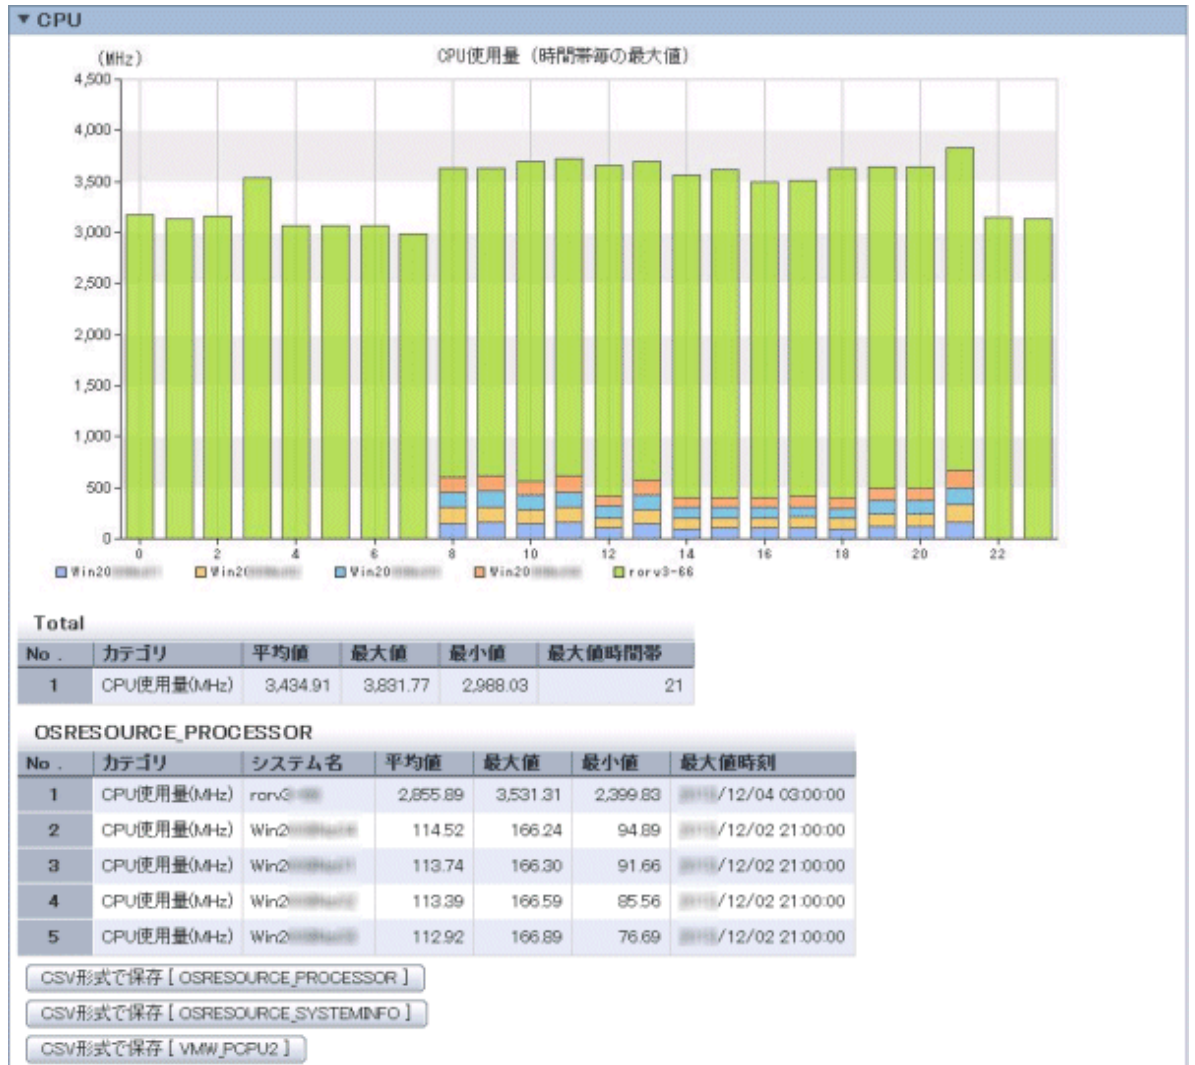 ▼ CPU
(MHz) CPU使用量 (時間帯毎の最大値)
4,500
4,000
3,500
3,000
2,500
2,000
1,500
1,000
500
0
0 2 4 6 8 10 12 14 16 18 20 22
Win20 Win20 Win20 Win20 rorv3-66
Total
No . カテゴリ 平均値 最大値 最小値 最大値時間帯
1 CPU使用量(MHz) 3,434.91 3,831.77 2,988.03 21
OSRESOURCE_PROCESSOR
No . カテゴリ システム名 平均値 最大値 最小値 最大値時刻
1 CPU使用量(MHz) rorv3 2,855.89 3,531.31 2,399.83 /12/04 03:00:00
2 CPU使用量(MHz) Win2 114.52 166.24 94.89 /12/02 21:00:00
3 CPU使用量(MHz) Win2 113.74 166.30 91.66 /12/02 21:00:00
4 CPU使用量(MHz) Win2 113.39 166.59 85.56 /12/02 21:00:00
5 CPU使用量(MHz) Win2 112.92 166.89 76.69 /12/02 21:00:00
CSV形式で保存 [ OSRESOURCE_PROCESSOR ]
CSV形式で保存 [ OSRESOURCE_SYSTEMINFO ]
CSV形式で保存 [ VMW_PCPU2 ]